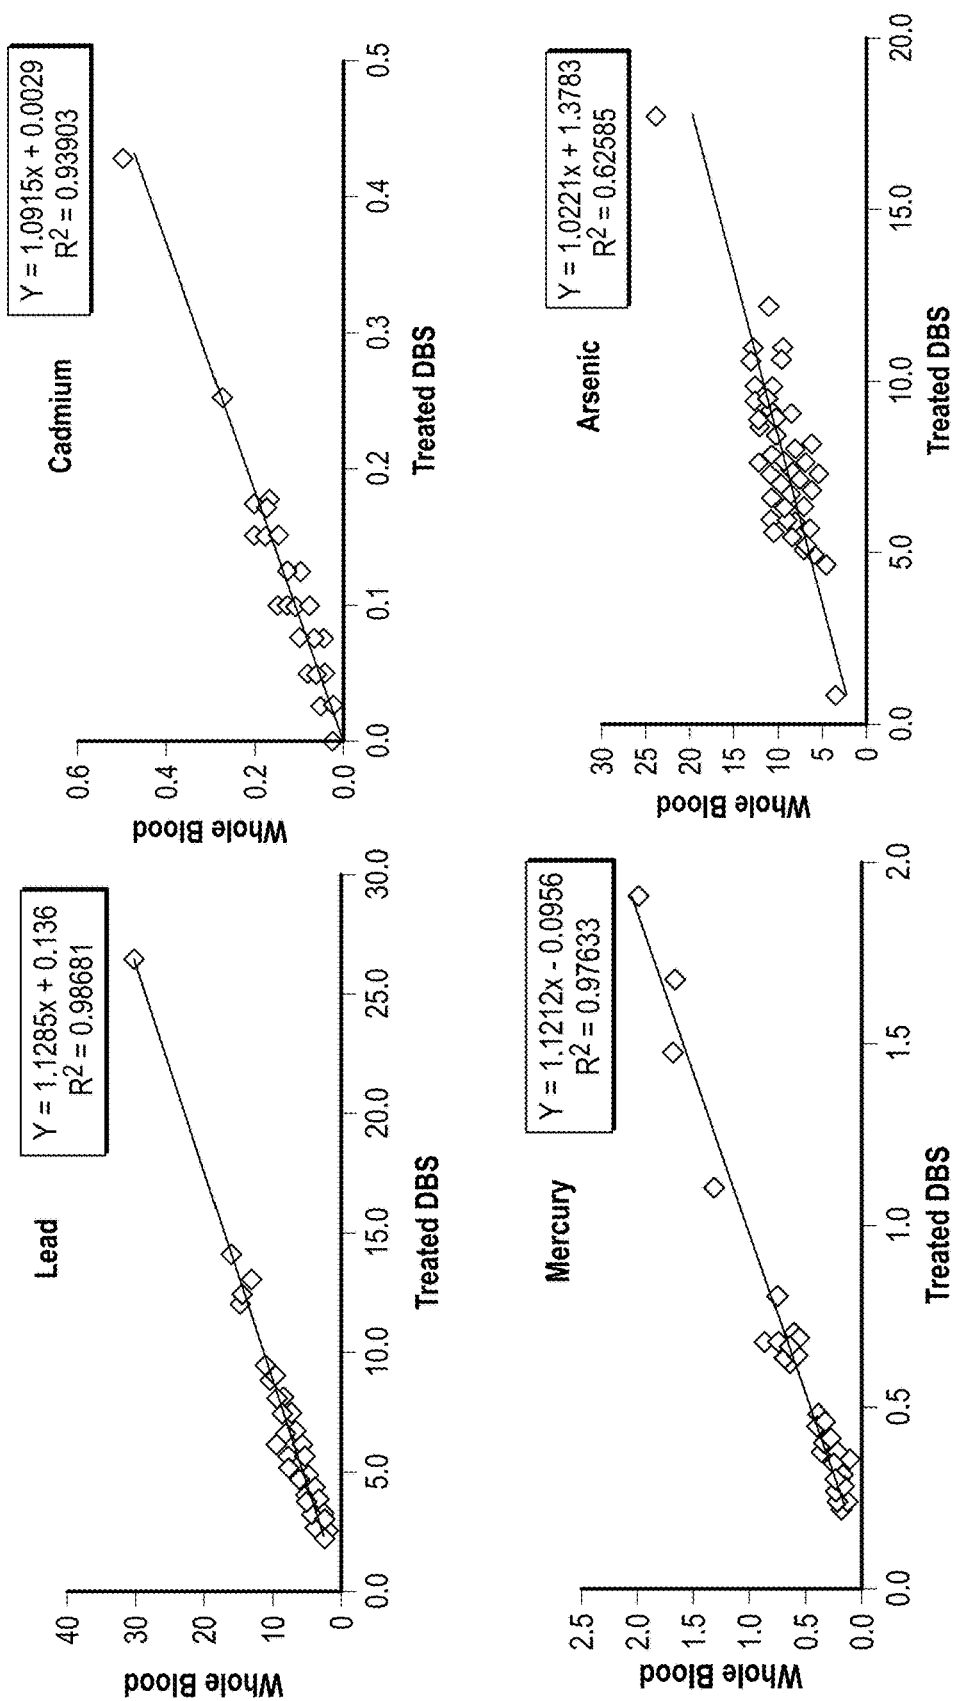 Lead
Y = 1.1285x + 0.136
R2 = 0.98681
Whole Blood
40
30
20
10
0
0.0 5.0 10.0 15.0 20.0 25.0 30.0
Treated DBS
Cadmium
Y = 1.0915x + 0.0029
R2 = 0.93903
Whole Blood
0.6
0.4
0.2
0.0
0.0 0.1 0.2 0.3 0.4 0.5
Treated DBS
Mercury
Y = 1.1212x - 0.0956
R2 = 0.97633
Whole Blood
2.5
2.0
1.5
1.0
0.5
0.0
0.0 0.5 1.0 1.5 2.0
Treated DBS
Arsenic
Y = 1.0221x + 1.3783
R2 = 0.62585
Whole Blood
30
25
20
15
10
5
0
0.0 5.0 10.0 15.0 20.0
Treated DBS